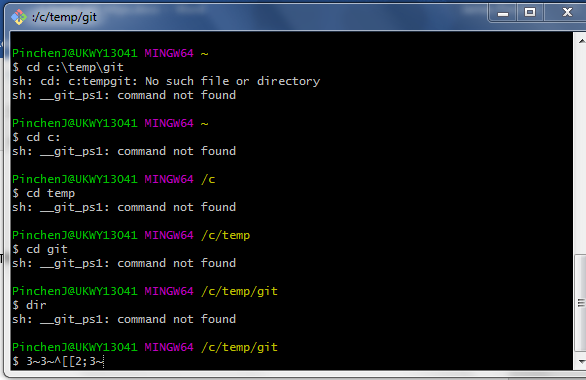 :/c/temp/git
PinchenJ@UKWY13041 MINGW64 ~
$ cd c:\temp\git
sh: cd: c:tempgit: No such file or directory
sh: __git_ps1: command not found
PinchenJ@UKWY13041 MINGW64 ~
$ cd c:
sh: __git_ps1: command not found
PinchenJ@UKWY13041 MINGW64 /c
$ cd temp
sh: __git_ps1: command not found
PinchenJ@UKWY13041 MINGW64 /c/temp
$ cd git
sh: __git_ps1: command not found
PinchenJ@UKWY13041 MINGW64 /c/temp/git
$ dir
sh: __git_ps1: command not found
PinchenJ@UKWY13041 MINGW64 /c/temp/git
$ 3~3~^[[2;3~